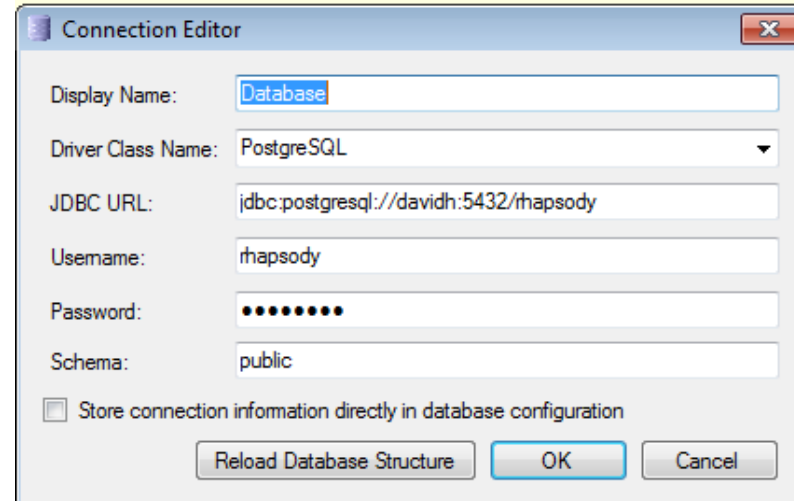 Connection Editor
Display Name: Database
Driver Class Name: PostgreSQL
JDBC URL: jdbc:postgresql://davidh:5432/rhapsody
Username: rhapsody
Password: ••••••••
Schema: public
Store connection information directly in database configuration
Reload Database Structure OK Cancel